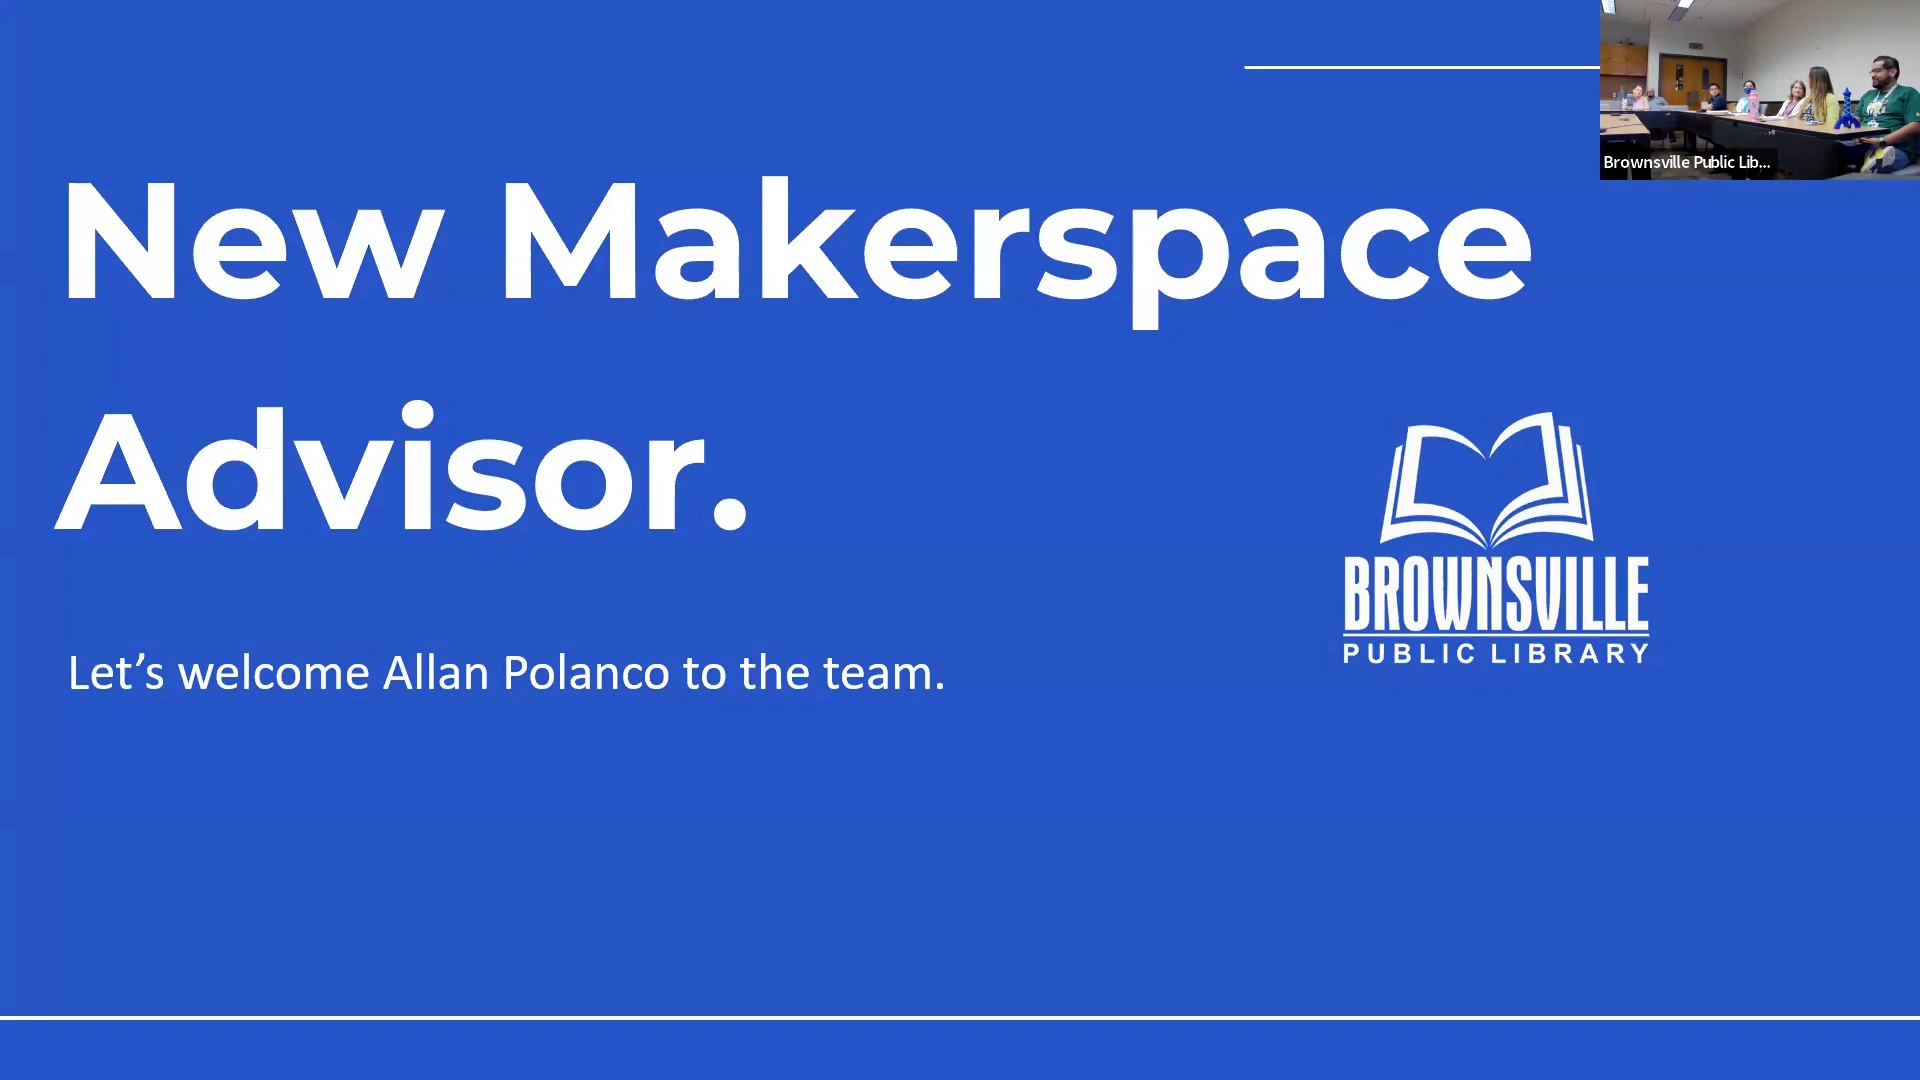 Brownsville Public Lib...
New Makerspace
Advisor.
BROWNSVILLE
PUBLIC LIBRARY
Let’s welcome Allan Polanco to the team.